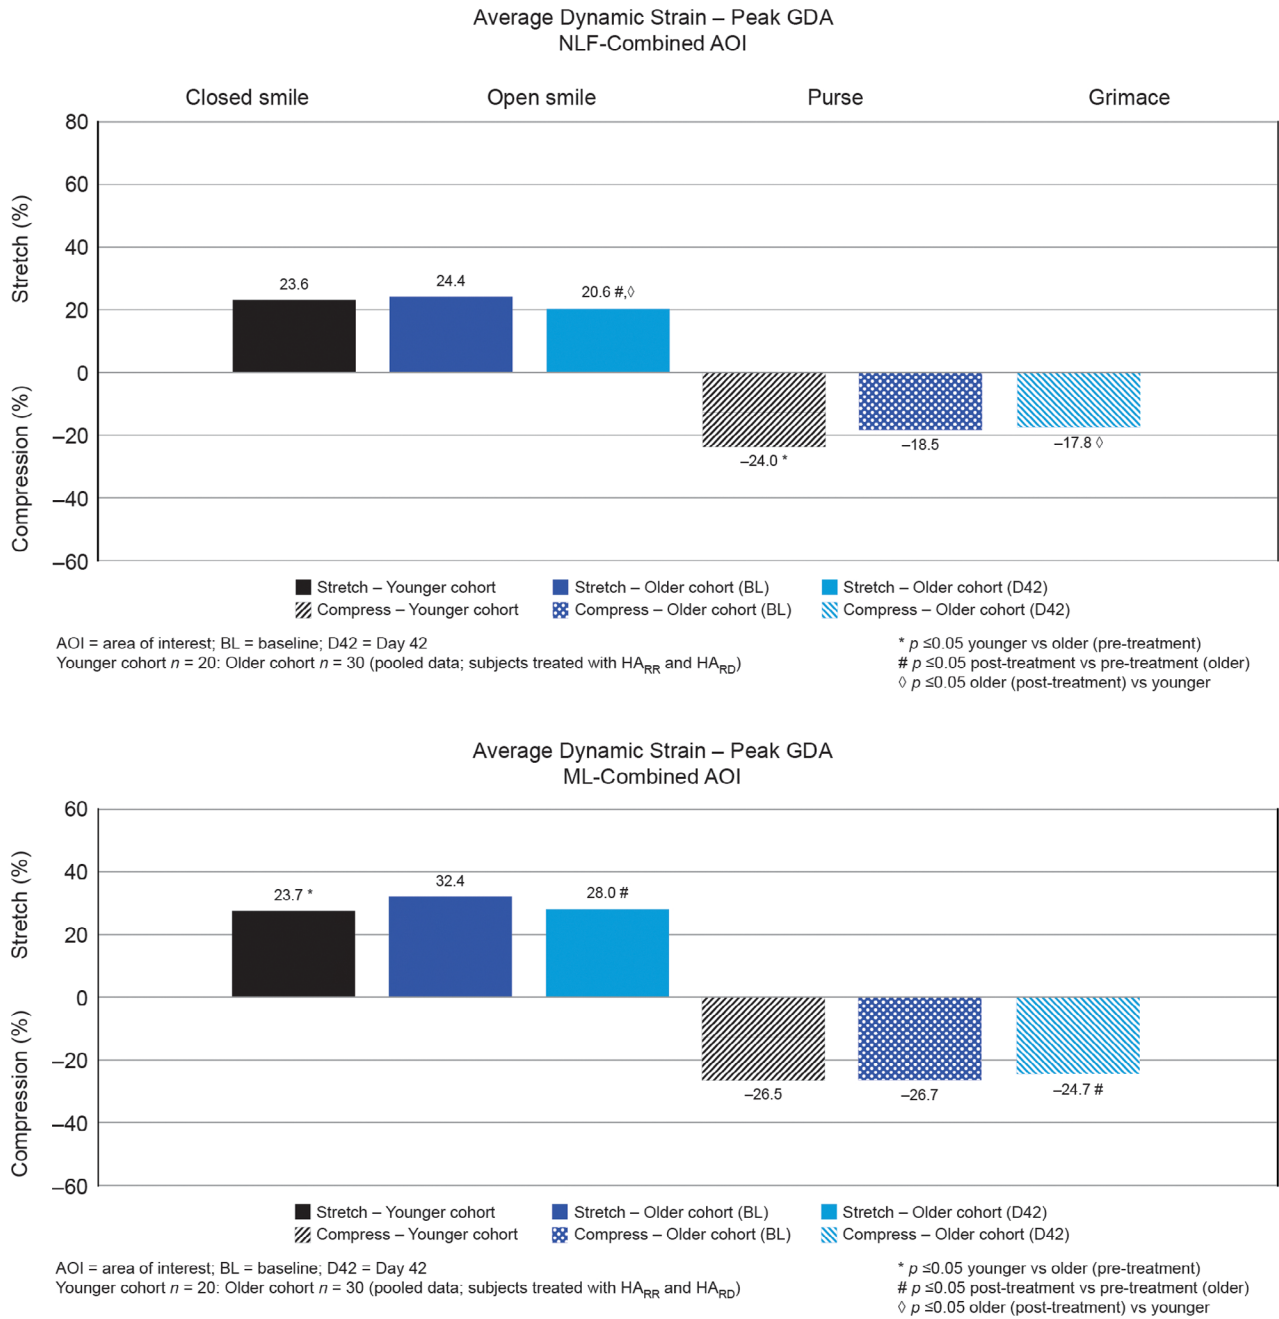 Average Dynamic Strain – Peak GDA
NLF-Combined AOI
Closed smile Open smile Purse Grimace
80
60
40
20
0
–20
–40
–60
Stretch (%)
Compression (%)
23.6
24.4
20.6 #,◊
–24.0 *
–18.5
–17.8 ◊
Stretch – Younger cohort Stretch – Older cohort (BL) Stretch – Older cohort (D42)
Compress – Younger cohort Compress – Older cohort (BL) Compress – Older cohort (D42)
AOI = area of interest; BL = baseline; D42 = Day 42
Younger cohort n = 20: Older cohort n = 30 (pooled data; subjects treated with HARR and HARD)
* p ≤0.05 younger vs older (pre-treatment)
# p ≤0.05 post-treatment vs pre-treatment (older)
◊ p ≤0.05 older (post-treatment) vs younger
Average Dynamic Strain – Peak GDA
ML-Combined AOI
60
40
20
0
–20
–40
–60
Stretch (%)
Compression (%)
23.7 *
32.4
28.0 #
–26.5
–26.7
–24.7 #
Stretch – Younger cohort Stretch – Older cohort (BL) Stretch – Older cohort (D42)
Compress – Younger cohort Compress – Older cohort (BL) Compress – Older cohort (D42)
AOI = area of interest; BL = baseline; D42 = Day 42
Younger cohort n = 20: Older cohort n = 30 (pooled data; subjects treated with HARR and HARD)
* p ≤0.05 younger vs older (pre-treatment)
# p ≤0.05 post-treatment vs pre-treatment (older)
◊ p ≤0.05 older (post-treatment) vs younger